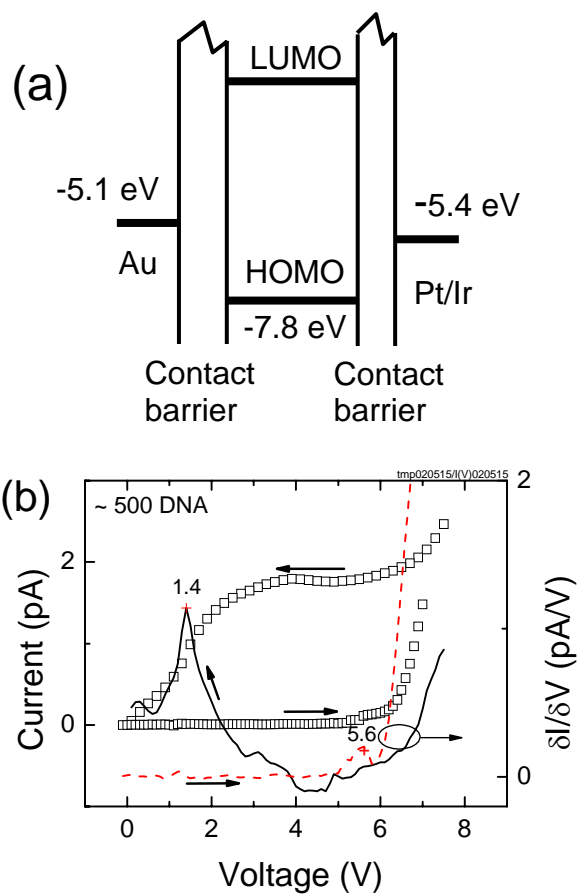 (a)
LUMO
-5.1 eV
-5.4 eV
Au
HOMO
Pt/Ir
-7.8 eV
Contact
barrier
Contact
barrier
(b)
tmp020515/I(V)020515
~ 500 DNA
2
2
1.4
Current (pA)
δI/δV (pA/V)
1
0
5.6
0
0
2
4
6
8
Voltage (V)